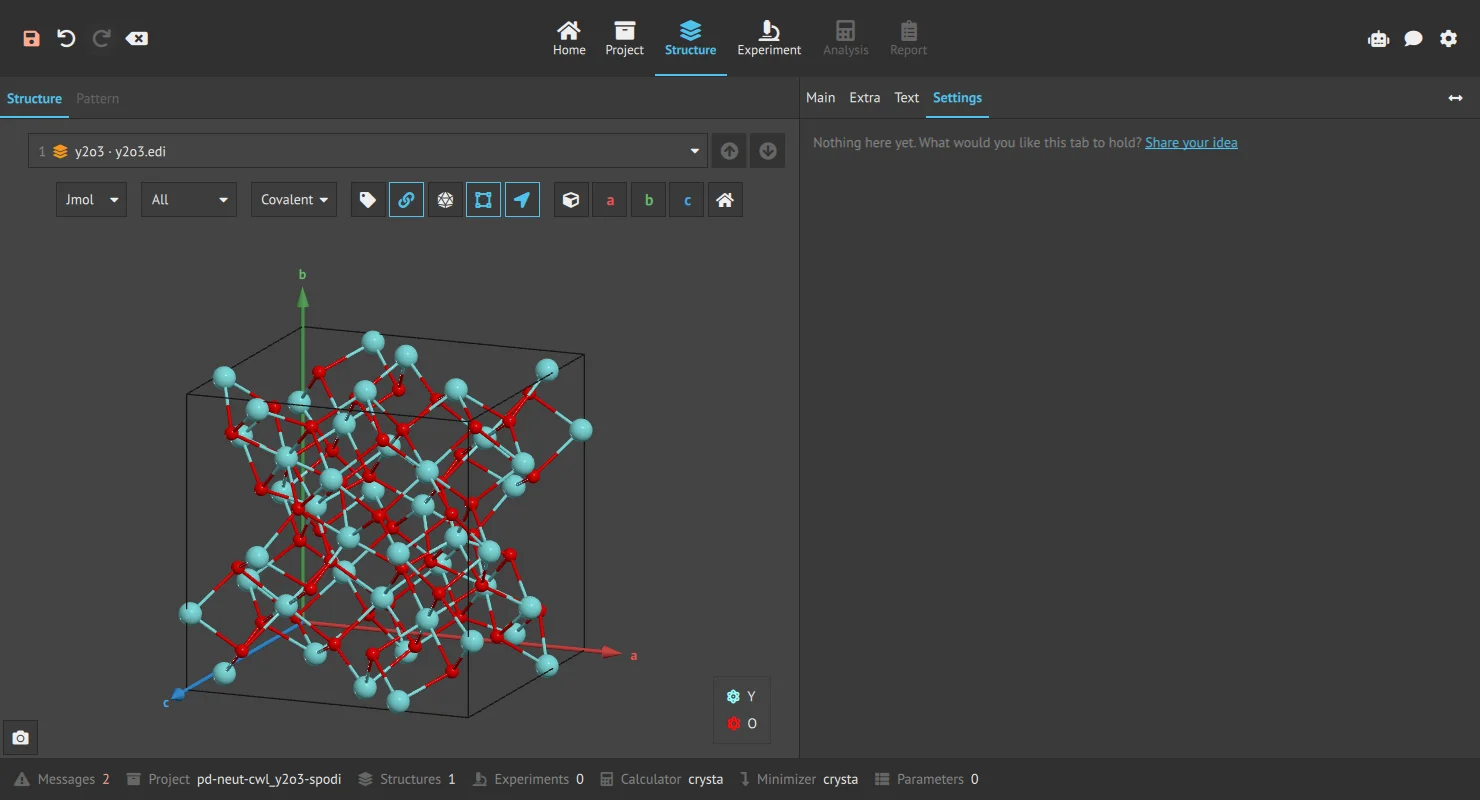 Home Project Structure Experiment Analysis Report
Structure Pattern
Main Extra Text Settings
1 y2o3 · y2o3.edi
Nothing here yet. What would you like this tab to hold? Share your idea
Jmol All Covalent a b c
b
a
c
Y
O
Messages 2 Project pd-neut-cwl_y2o3-spodi Structures 1 Experiments 0 Calculator crysta Minimizer crysta Parameters 0